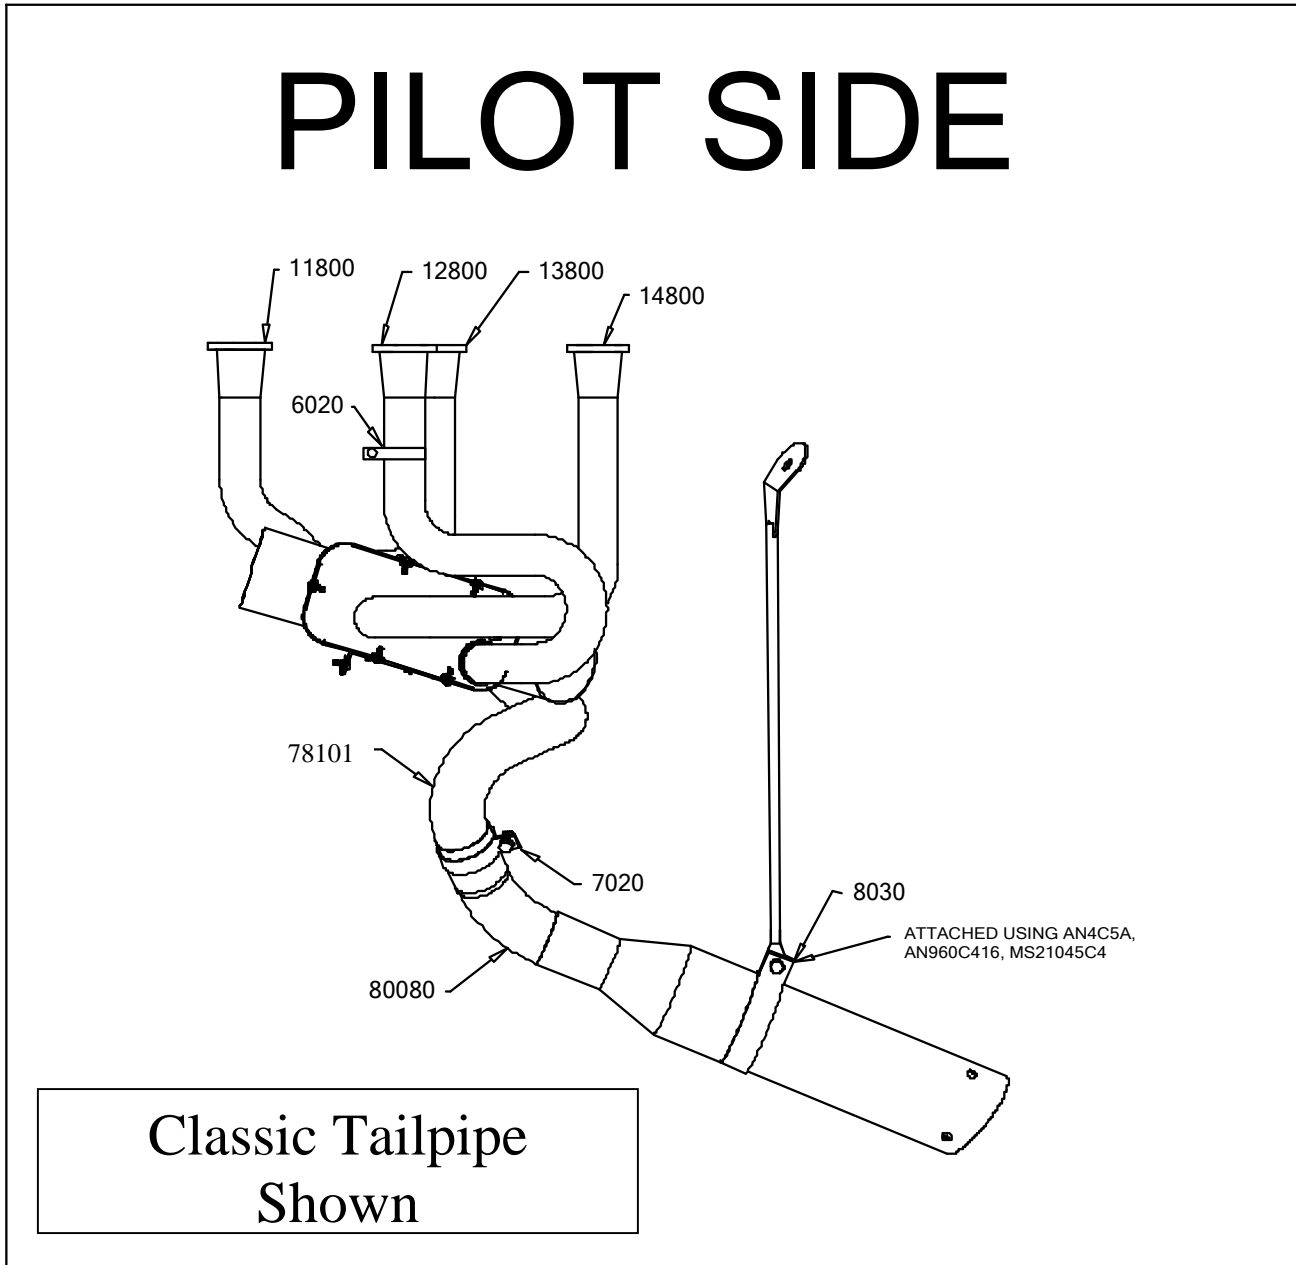 PILOT SIDE
11800
12800
13800
14800
6020
78101
7020
8030
ATTACHED USING AN4C5A,
AN960C416, MS21045C4
80080
Classic Tailpipe
Shown